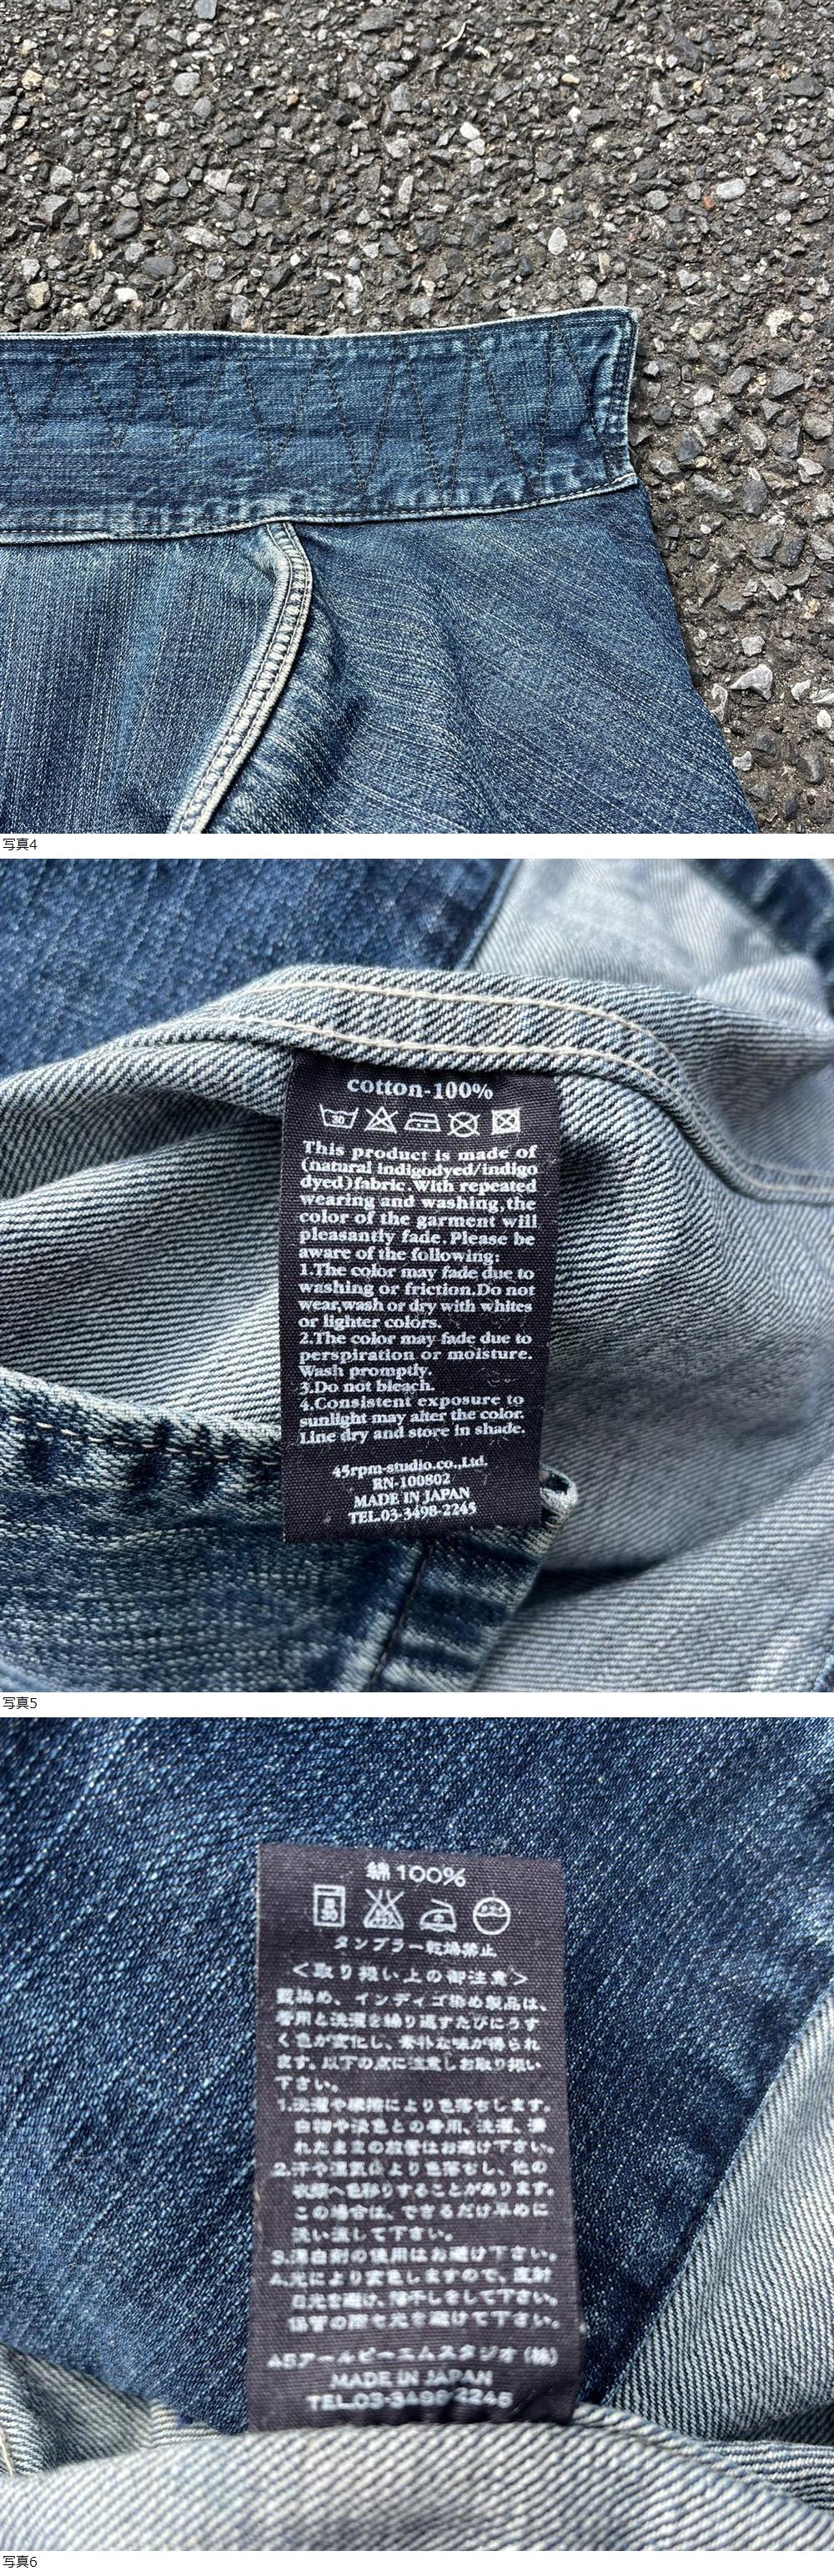 写真4
cotton-100%
30
This product is made of
(natural indigodyed/indigo
dyed)fabric.With repeated
wearing and washing,the
color of the garment will
pleasantly fade.Please be
aware of the following:
1.The color may fade due to
washing or friction.Do not
wear,wash or dry with whites
or lighter colors.
2.The color may fade due to
perspiration or moisture.
Wash promptly.
3.Do not bleach.
4.Consistent exposure to
sunlight may alter the color.
Line dry and store in shade.
45rpm-studio.co.,Ltd.
RN-100802
MADE IN JAPAN
TEL.03-3498-2245
写真5
綿100%
30
タンブラー乾燥禁止
<取り扱い上の御注意>
藍染め、インディゴ染め製品は、
着用と洗濯を繰り返すたびにうす
く色が変化し、素朴な味が得られ
ます。以下の点に注意しお取り扱い
下さい。
1.洗濯や摩擦により色落ちします。
白物や淡色との着用、洗濯、濡
れたままの放置はお避け下さい。
2.汗や湿気により色落ちし、他の
衣類へ色移りすることがあります。
この場合は、できるだけ早めに
洗い流して下さい。
3.漂白剤の使用はお避け下さい。
4.光により変色しますので、直射
日光を避け、陰干しをして下さい。
保管の際も光を避けて下さい。
45アールピーエムスタジオ(株)
MADE IN JAPAN
TEL.03-3498-2245
写真6